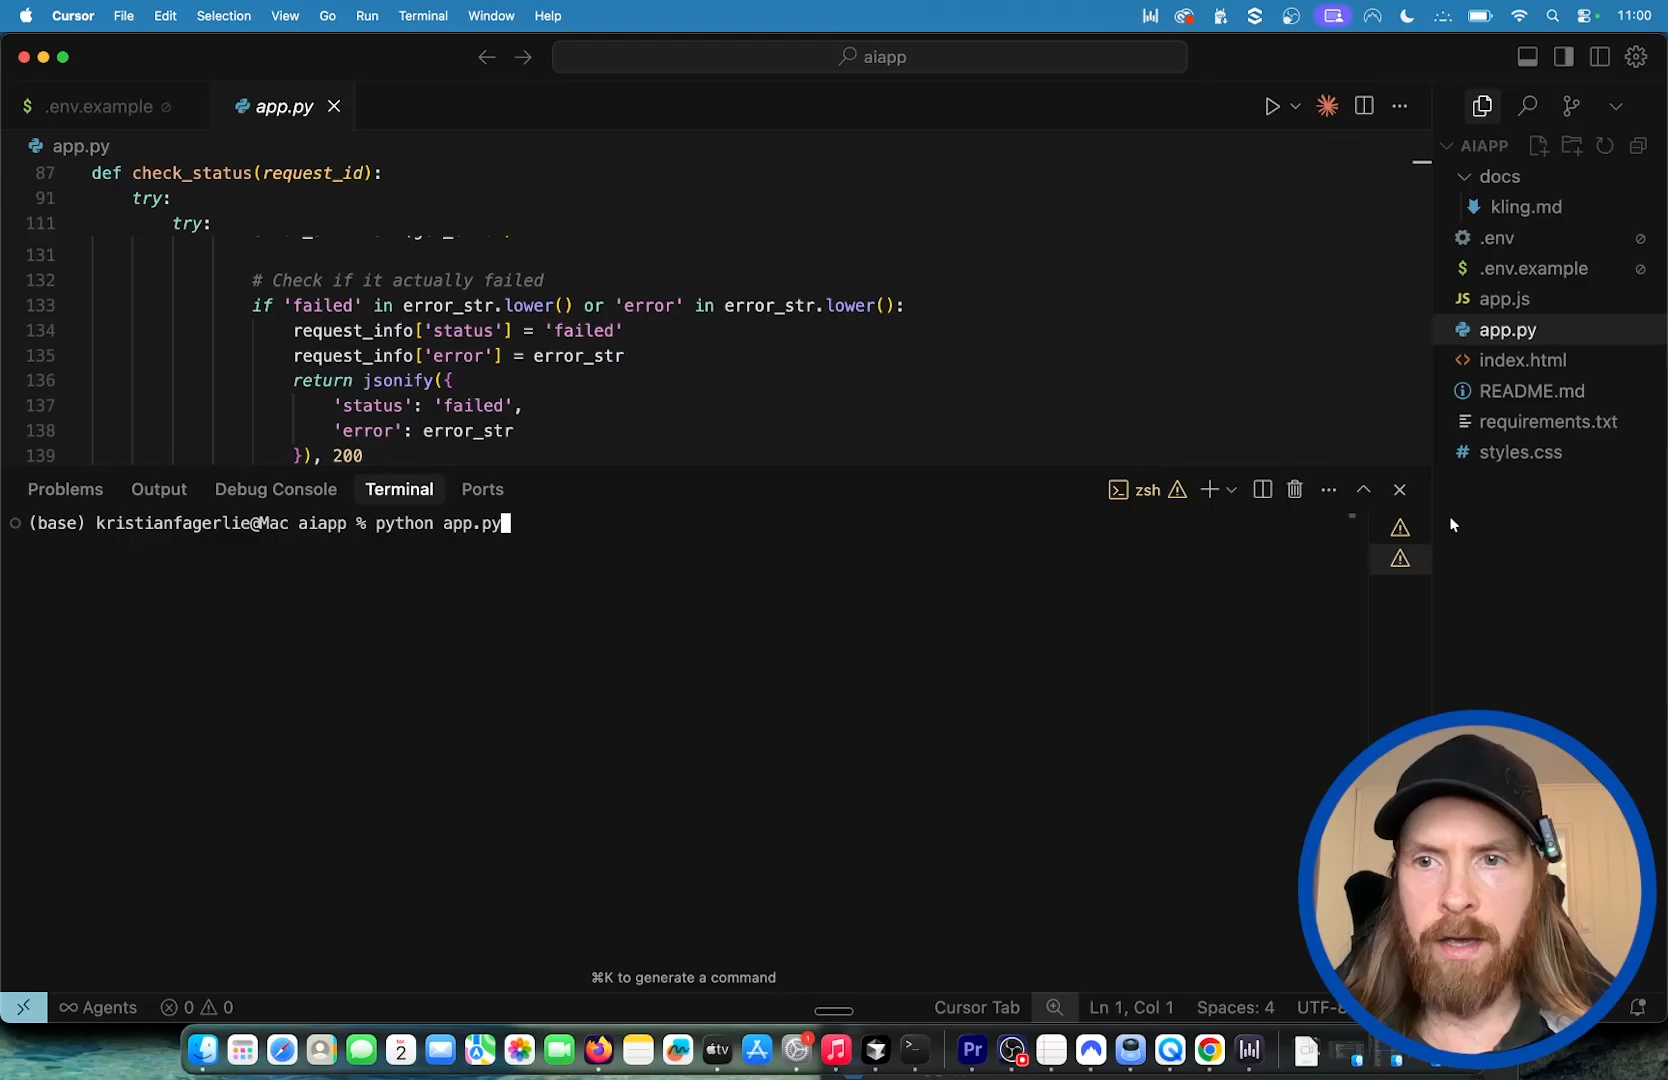 Cursor File Edit Selection View Go Run Terminal Window Help 11:00
aiapp
.env.example app.py
app.py
AIAPP
docs
kling.md
.env
.env.example
app.js
app.py
index.html
README.md
requirements.txt
styles.css
87 def check_status(request_id):
91 try:
111 try:
131
132 # Check if it actually failed
133 if 'failed' in error_str.lower() or 'error' in error_str.lower():
134 request_info['status'] = 'failed'
135 request_info['error'] = error_str
136 return jsonify({
137 'status': 'failed',
138 'error': error_str
139 }), 200
Problems Output Debug Console Terminal Ports zsh
(base) kristianfagerlie@Mac aiapp % python app.py
⌘K to generate a command
Agents 0 0 Cursor Tab Ln 1, Col 1 Spaces: 4
2 tv 1 Pr